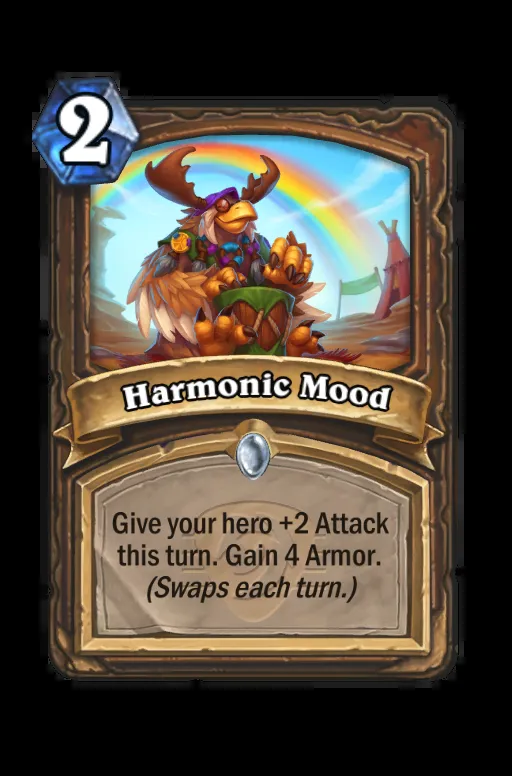 2
Harmonic Mood
Give your hero +2 Attack
this turn. Gain 4 Armor.
(Swaps each turn.)